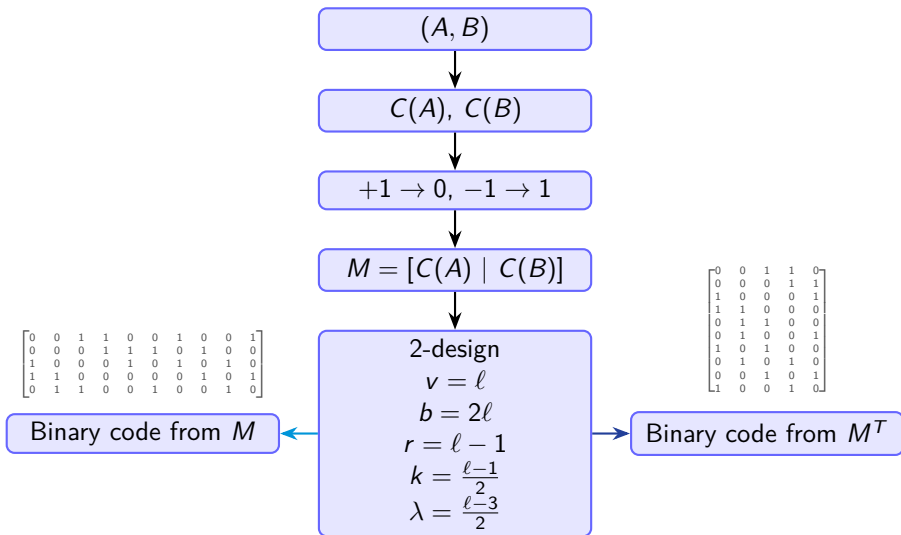 (A, B)
C(A), C(B)
+1 → 0, −1 → 1
M = [C(A) | C(B)]
2-design
v = ℓ
b = 2ℓ
r = ℓ − 1
k = \frac{ℓ−1}{2}
λ = \frac{ℓ−3}{2}
0 0 1 1 0 0 1 0 0 1
0 0 0 1 1 1 0 1 0 0
1 0 0 0 1 0 1 0 1 0
1 1 0 0 0 0 0 1 0 1
0 1 1 0 0 1 0 0 1 0
Binary code from M
0 0 1 1 0
0 0 0 1 1
1 0 0 0 1
1 1 0 0 0
0 1 1 0 0
0 1 0 0 1
1 0 1 0 0
0 1 0 1 0
0 0 1 0 1
1 0 0 1 0
Binary code from M^T